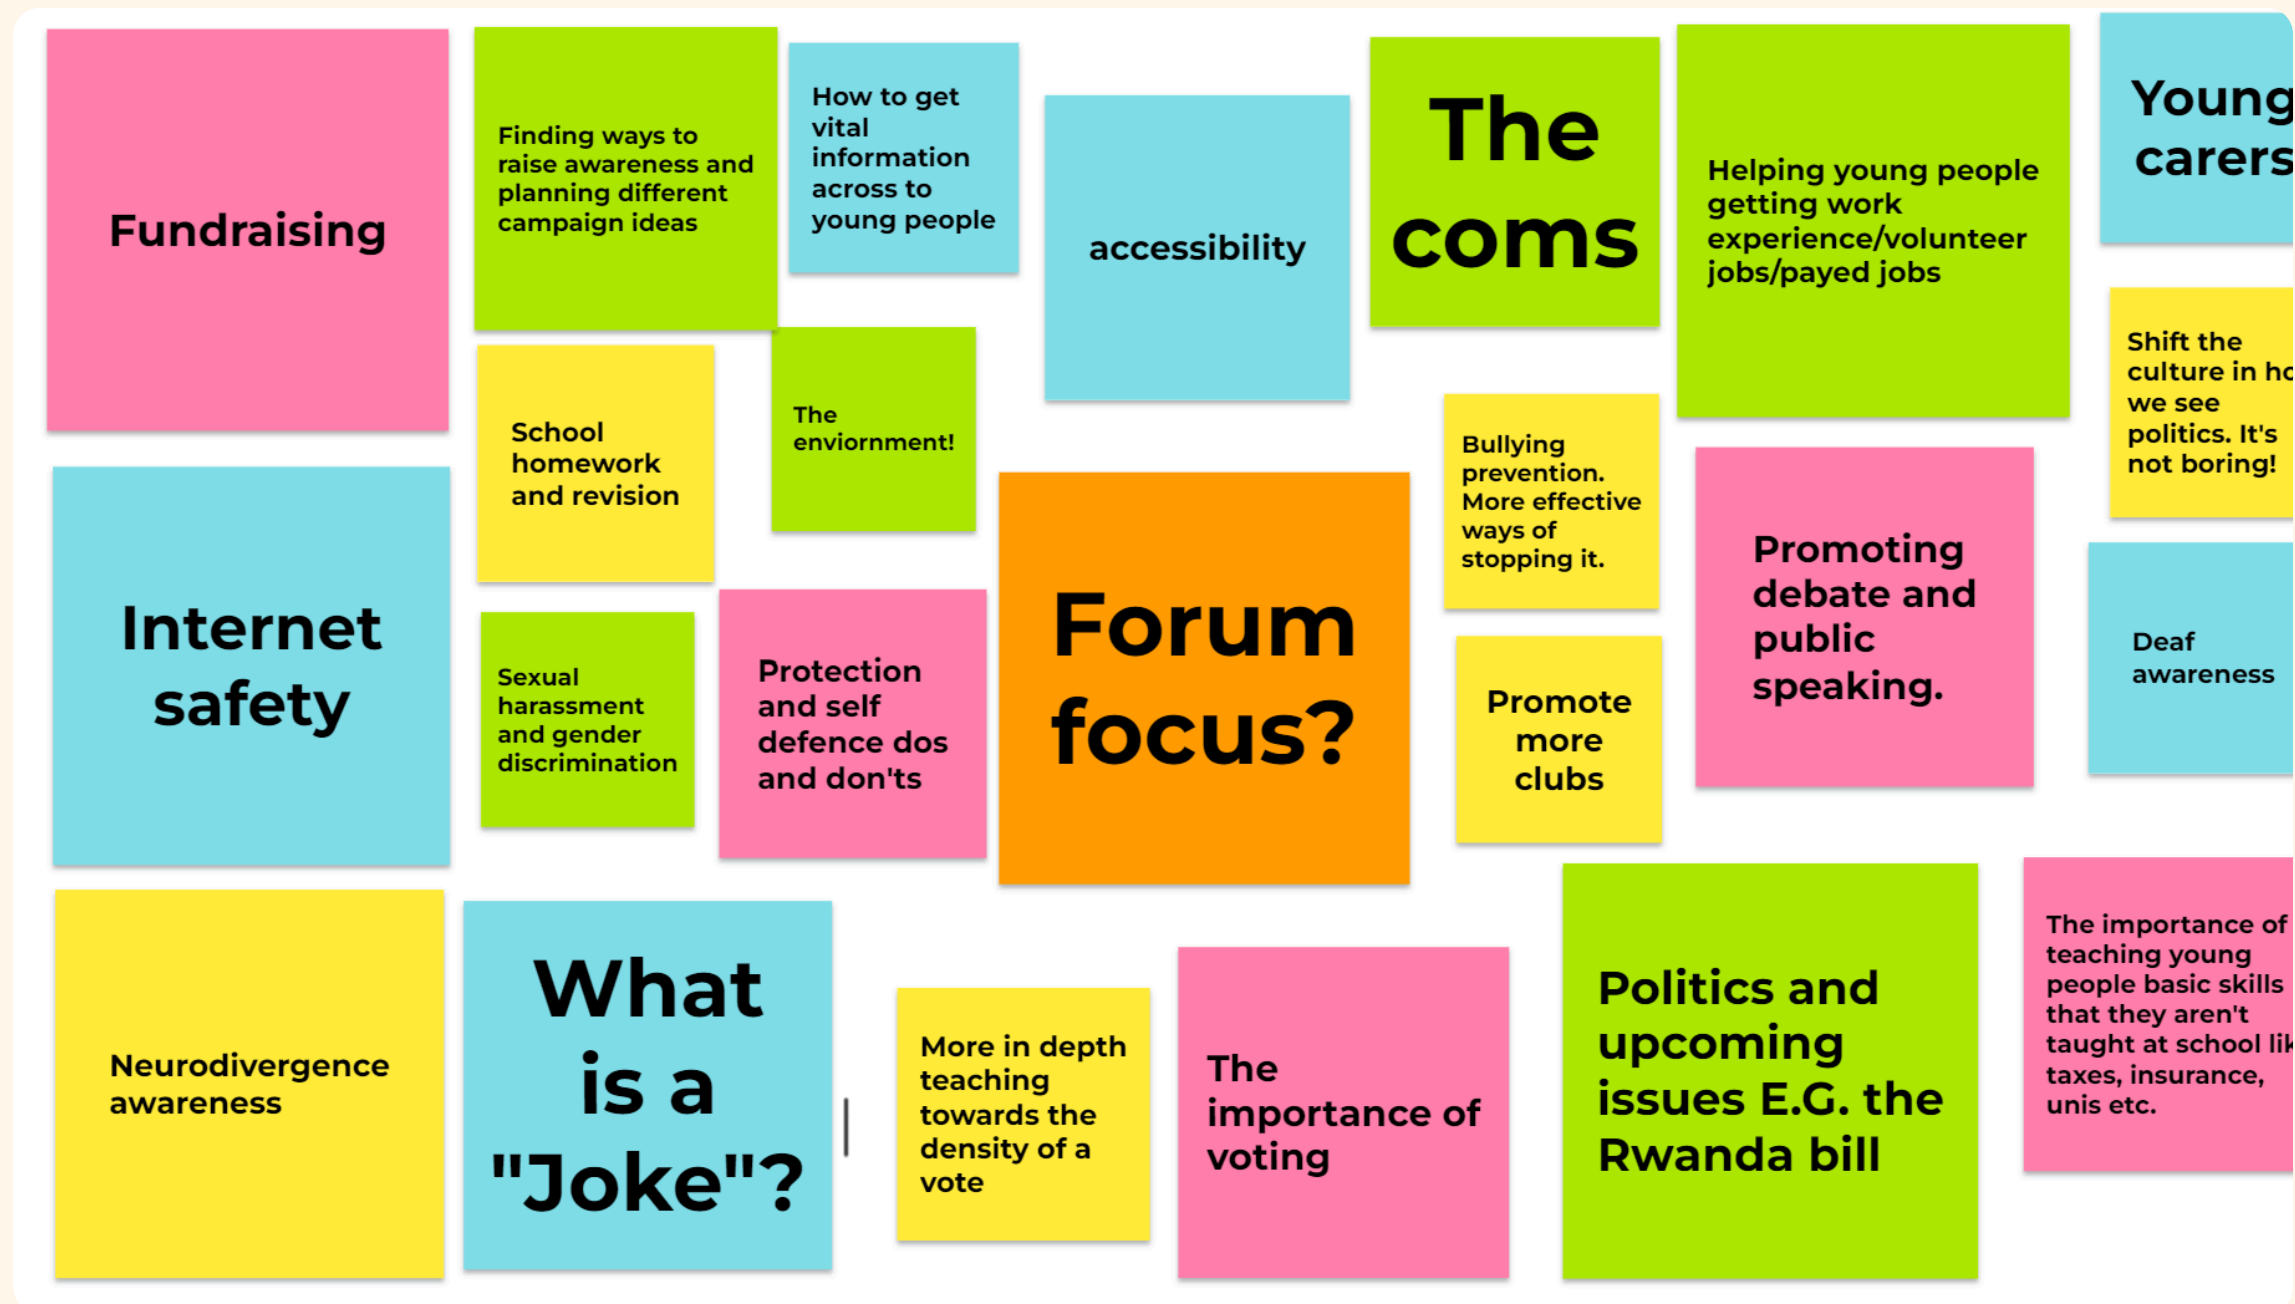 Fundraising
Finding ways to
raise awareness and
planning different
campaign ideas
How to get
vital
information
across to
young people
accessibility
The
coms
Helping young people
getting work
experience/volunteer
jobs/payed jobs
Young
carers
School
homework
and revision
The
enviornment!
Bullying
prevention.
More effective
ways of
stopping it.
Shift the
culture in
we see
politics. It's
not boring!
Internet
safety
Sexual
harassment
and gender
discrimination
Protection
and self
defence dos
and don'ts
Forum
focus?
Promote
more
clubs
Promoting
debate and
public
speaking.
Deaf
awareness
Neurodivergence
awareness
What
is a
"Joke"?
More in depth
teaching
towards the
density of a
vote
The
importance of
voting
Politics and
upcoming
issues E.G. the
Rwanda bill
The importance of
teaching young
people basic skills
that they aren't
taught at school
taxes, insurance,
unis etc.